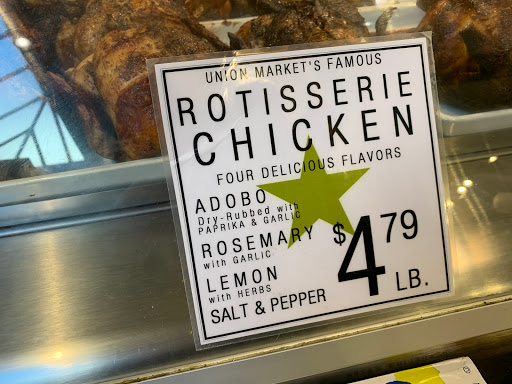 UNION MARKET'S FAMOUS
ROTISSERIE
CHICKEN
FOUR DELICIOUS FLAVORS
ADOBO
Dry-Rubbed with
PAPRIKA & GARLIC
ROSEMARY
with GARLIC
LEMON
with HERBS
SALT & PEPPER
$4.79
LB.